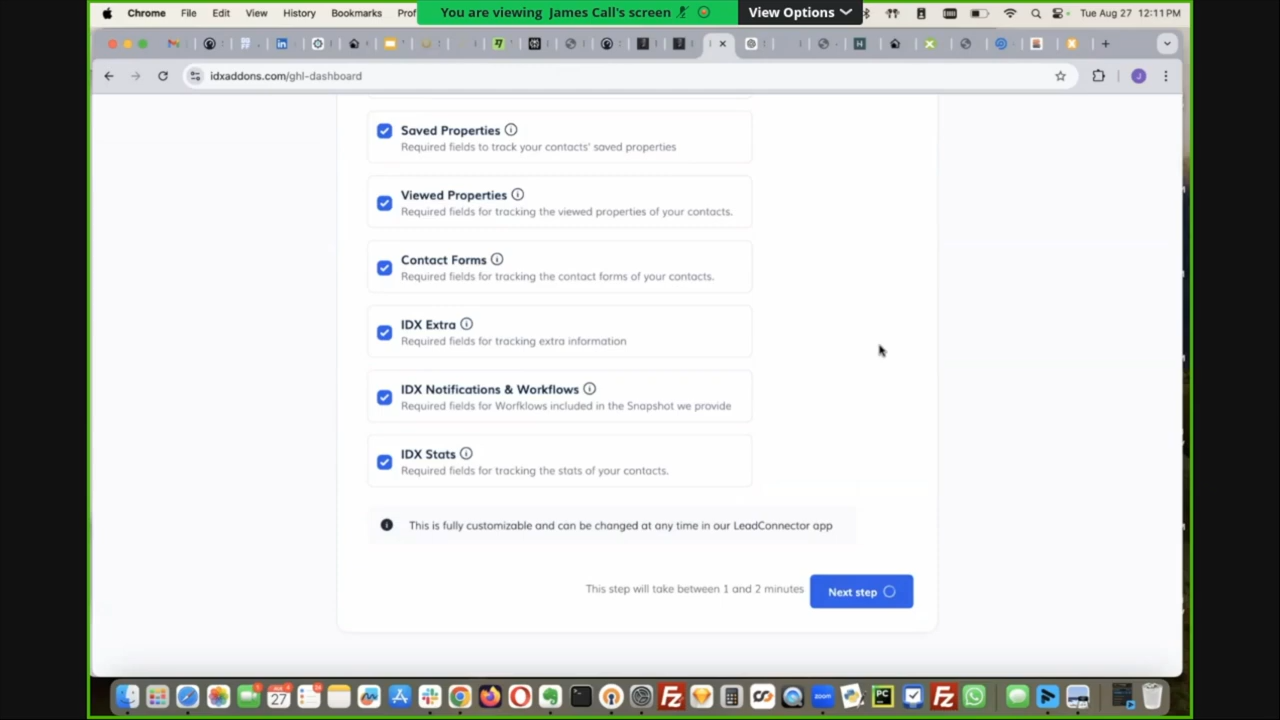 Chrome File Edit View History Bookmarks Prof
You are viewing James Call's screen
View Options
Tue Aug 27 12:11 PM
idxaddons.com/ghl-dashboard
Saved Properties
Required fields to track your contacts' saved properties
Viewed Properties
Required fields for tracking the viewed properties of your contacts.
Contact Forms
Required fields for tracking the contact forms of your contacts.
IDX Extra
Required fields for tracking extra information
IDX Notifications & Workflows
Required fields for Worfklows included in the Snapshot we provide
IDX Stats
Required fields for tracking the stats of your contacts.
This is fully customizable and can be changed at any time in our LeadConnector app
This step will take between 1 and 2 minutes
Next step
27
zoom
PC